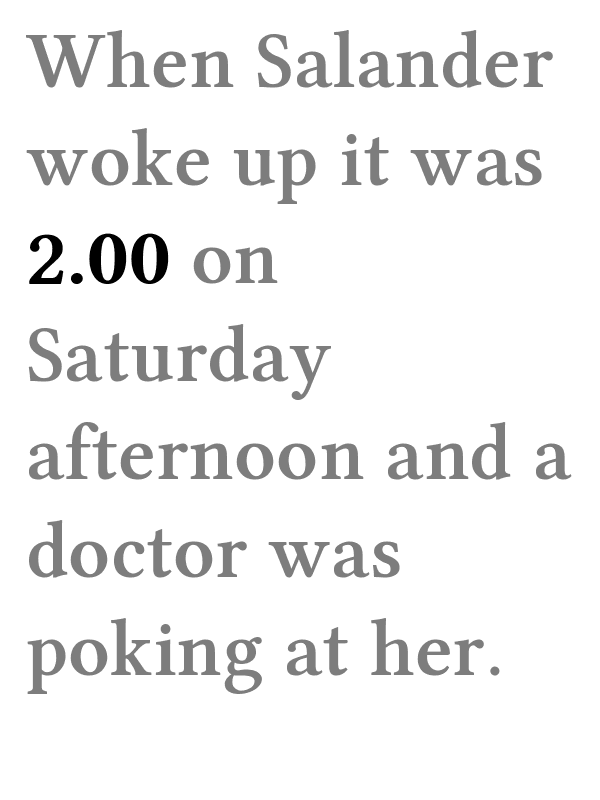 When Salander
woke up it was
2.00 on
Saturday
afternoon and a
doctor was
poking at her.